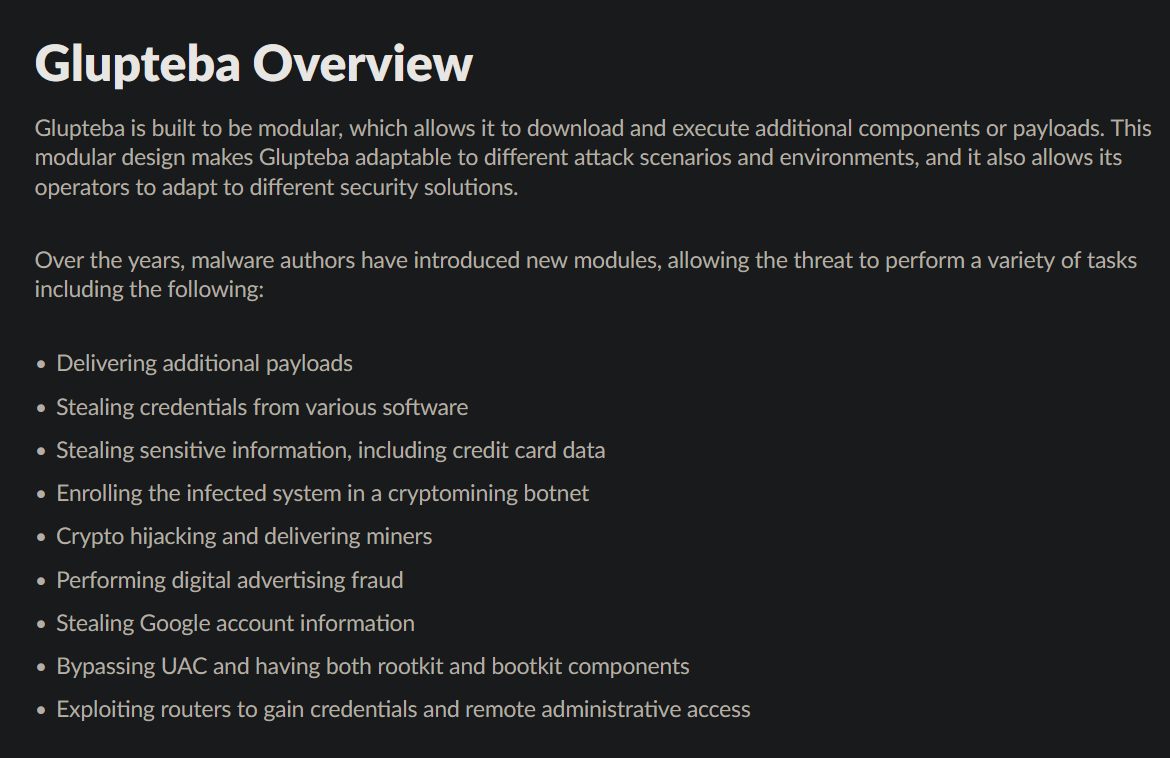 Glupteba Overview
Glupteba is built to be modular, which allows it to download and execute additional components or payloads. This
modular design makes Glupteba adaptable to different attack scenarios and environments, and it also allows its
operators to adapt to different security solutions.
Over the years, malware authors have introduced new modules, allowing the threat to perform a variety of tasks
including the following:
• Delivering additional payloads
• Stealing credentials from various software
• Stealing sensitive information, including credit card data
• Enrolling the infected system in a cryptomining botnet
• Crypto hijacking and delivering miners
• Performing digital advertising fraud
• Stealing Google account information
• Bypassing UAC and having both rootkit and bootkit components
• Exploiting routers to gain credentials and remote administrative access